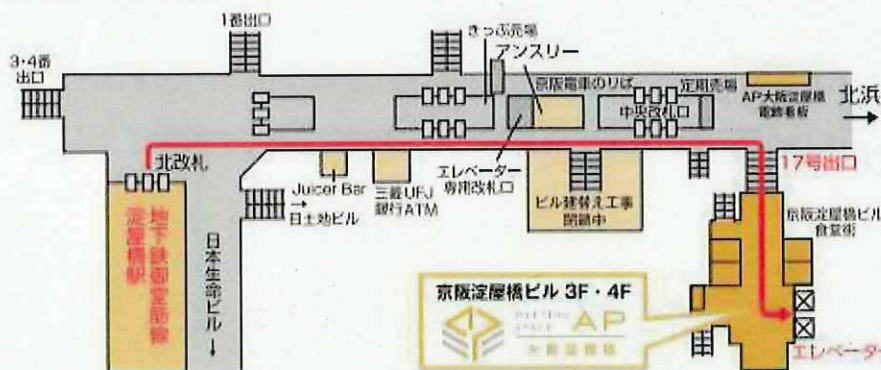 1番出口
きっぷ売場
アンスリー
3・4番
出口
京阪電車のりば
定期売場
中央改札口
AP大阪淀屋橋
電飾看板
北浜
→
北改札
Juicer Bar
→
日土地ビル
三菱UFJ
銀行ATM
エレベーター
専用改札口
ビル建替え工事
閉鎖中
17号出口
京阪淀屋橋ビル
食堂街
地下鉄御堂筋線
淀屋橋駅
日本生命ビル→
京阪淀屋橋ビル 3F・4F
MEETING
SPACE
AP
大阪淀屋橋
エレベーター